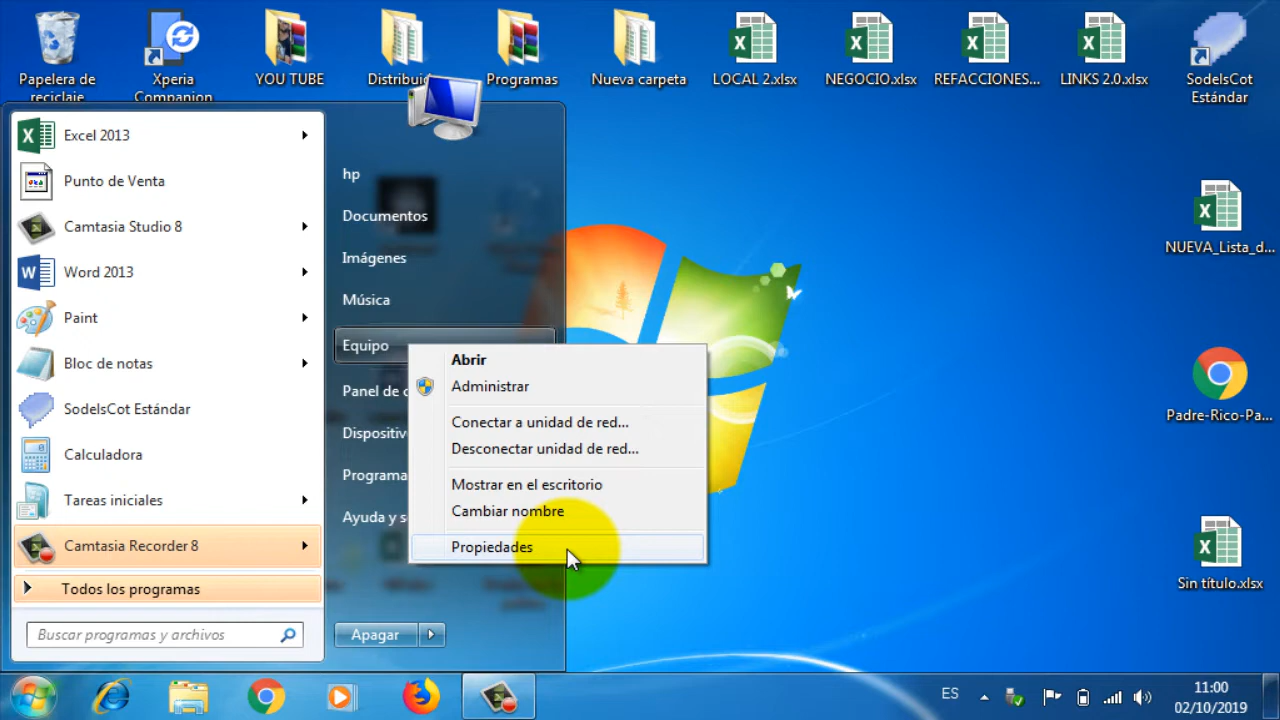 Papelera de
reciclaje
Xperia
Companion
YOU TUBE
Programas
Nueva carpeta
LOCAL 2.xlsx
NEGOCIO.xlsx
REFACCIONES...
LINKS 2.0.xlsx
SodelsCot
Estándar
Excel 2013
Punto de Venta
Camtasia Studio 8
Word 2013
Paint
Bloc de notas
SodelsCot Estándar
Calculadora
Tareas iniciales
Camtasia Recorder 8
Todos los programas
Buscar programas y archivos
hp
Documentos
Imágenes
Música
Equipo
Panel de
Ayuda y
Apagar
Abrir
Administrar
Conectar a unidad de red...
Desconectar unidad de red...
Mostrar en el escritorio
Cambiar nombre
Propiedades
NUEVA_Lista_d...
Padre-Rico-Pa...
Sin título.xlsx
ES
11:00
02/10/2019